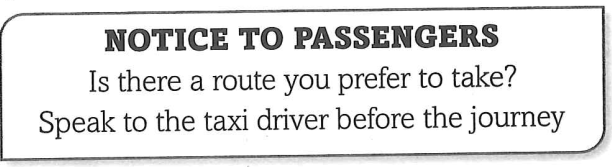 NOTICE TO PASSENGERS
Is there a route you prefer to take?
Speak to the taxi driver before the journey